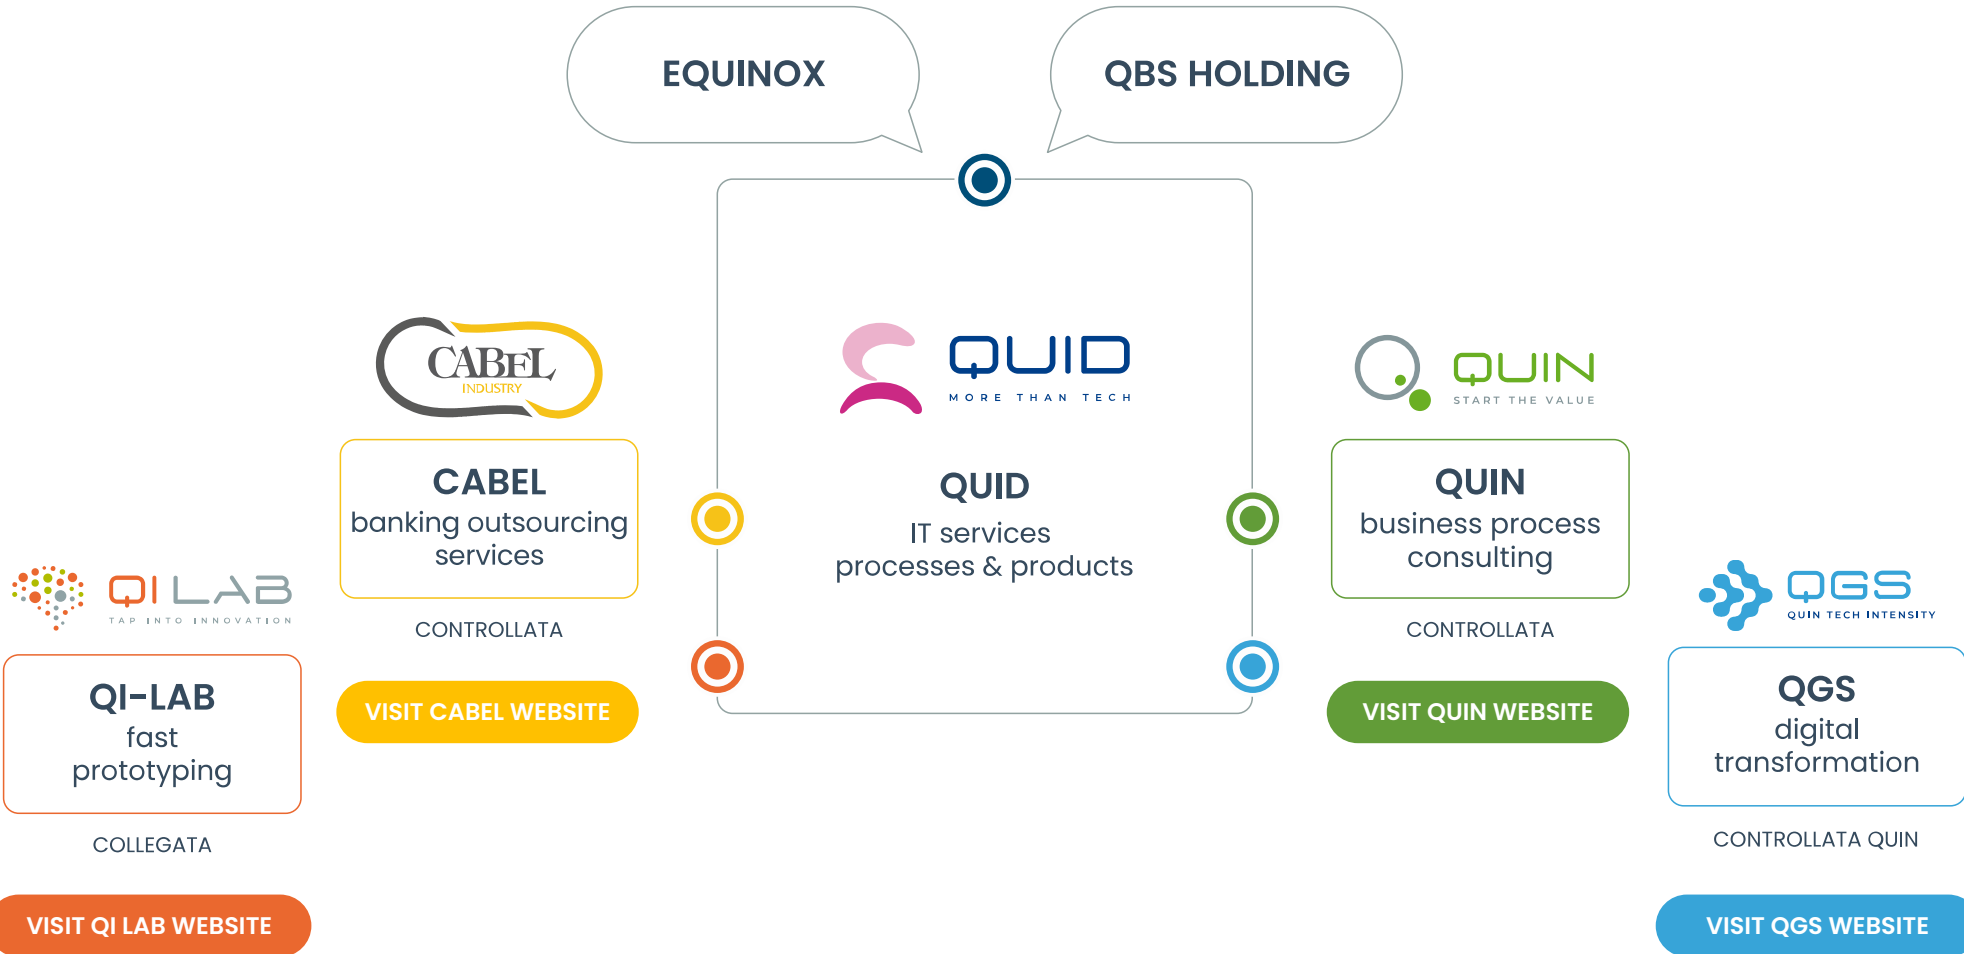 EQUINOX
QBS HOLDING
CABEL
INDUSTRY
QUID
MORE THAN TECH
QUIN
START THE VALUE
CABEL
banking outsourcing
services
CONTROLLATA
VISIT CABEL WEBSITE
QUID
IT services
processes & products
QUIN
business process
consulting
CONTROLLATA
VISIT QUIN WEBSITE
QI LAB
TAP INTO INNOVATION
QI-LAB
fast
prototyping
COLLEGATA
VISIT QI LAB WEBSITE
QGS
QUIN TECH INTENSITY
QGS
digital
transformation
CONTROLLATA QUIN
VISIT QGS WEBSITE